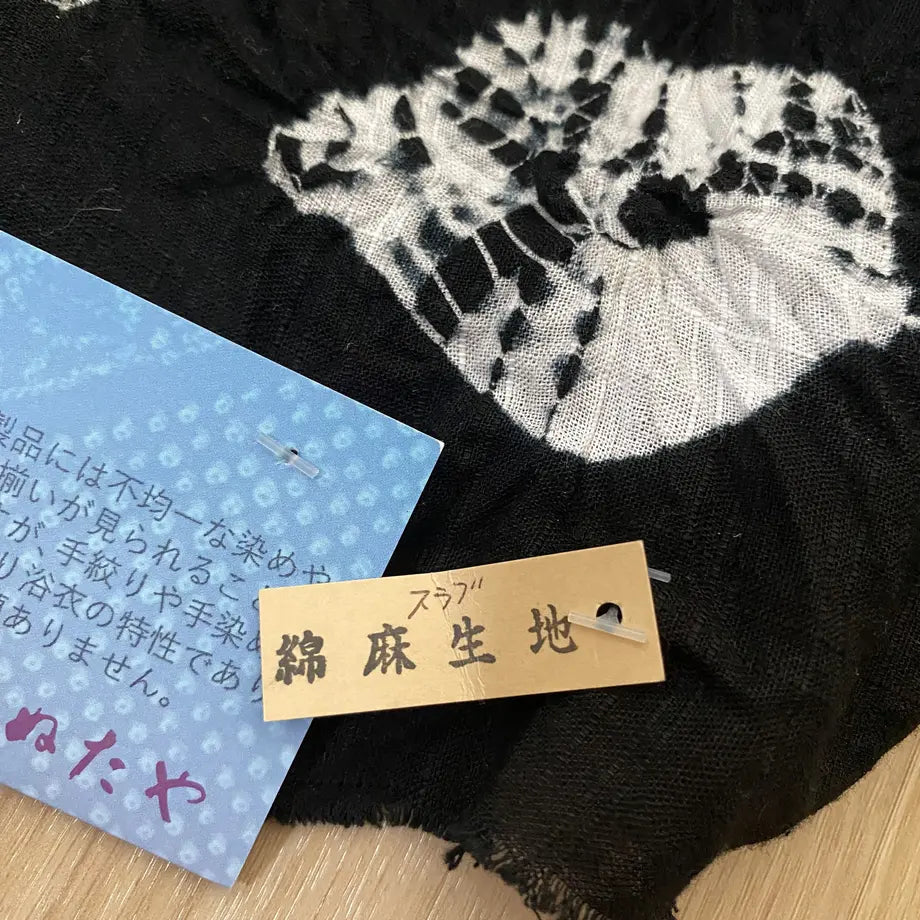 製品には不均一な染めや
揃いが見られるこ
が、手絞りや手染め
り浴衣の特性であり
ありません。
ぬたや
スラブ
綿麻生地